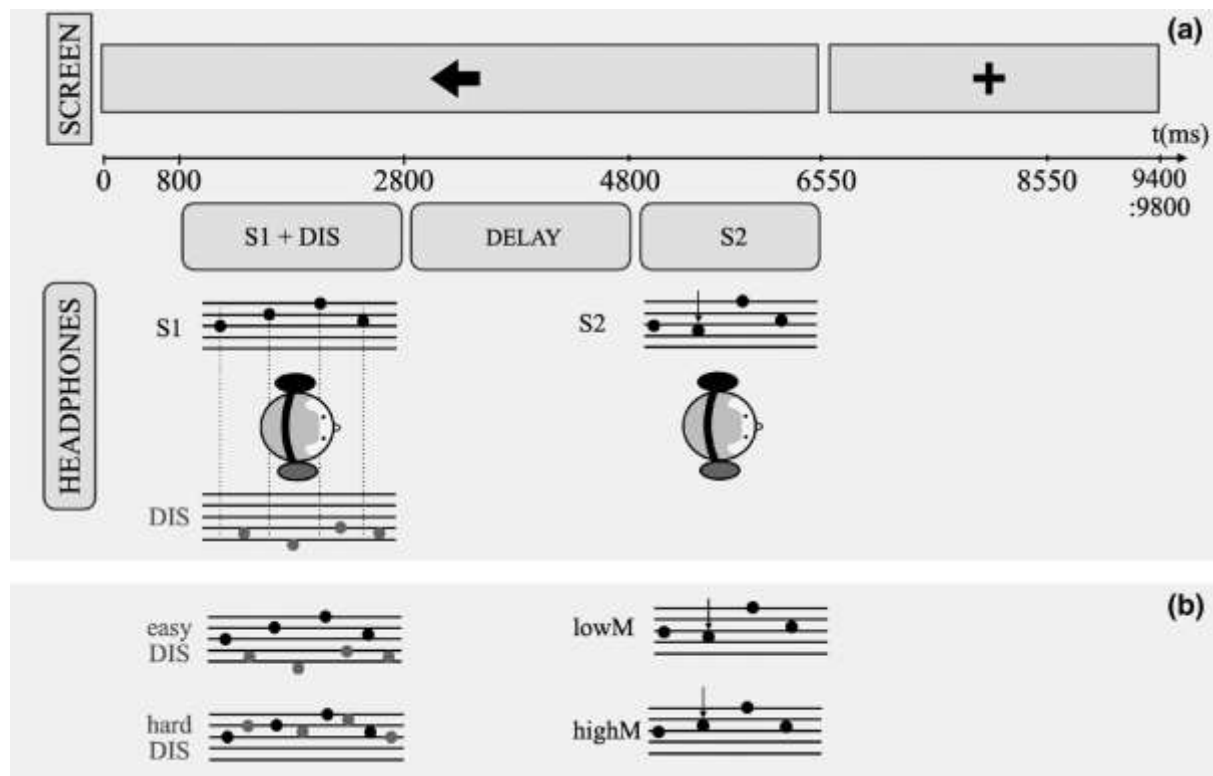 (a)
SCREEN
t(ms)
0 800 2800 4800 6550 8550 9400
:9800
S1 + DIS DELAY S2
HEADPHONES
S1 S2
DIS
(b)
easy
DIS
lowM
hard
DIS
highM